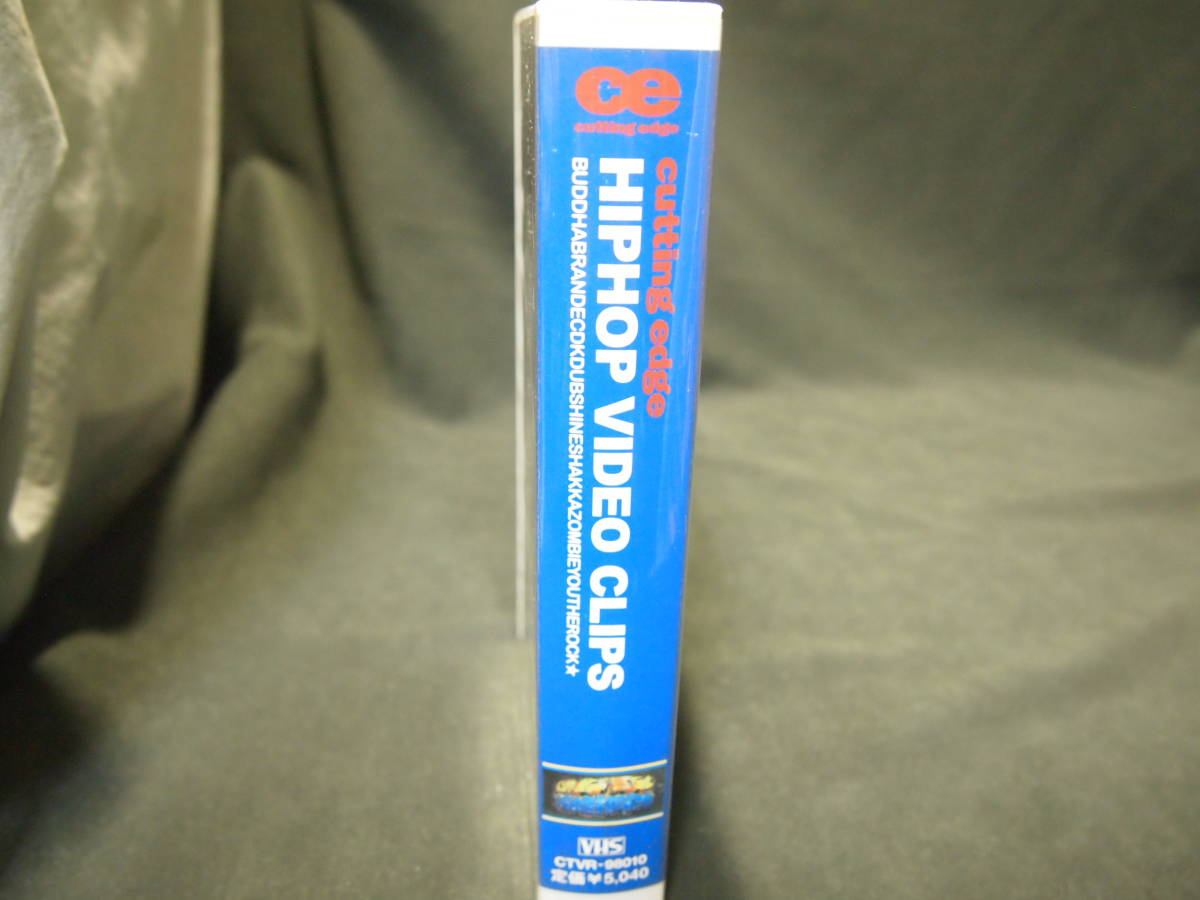 ce
cutting edge
cutting edge
HIPHOP VIDEO CLIPS
BUDDHABRANDECDKDUBSHINESHAKKAZOMBIEYOUTHEROCK★
VHS
CTVR-98010
定価¥5,040